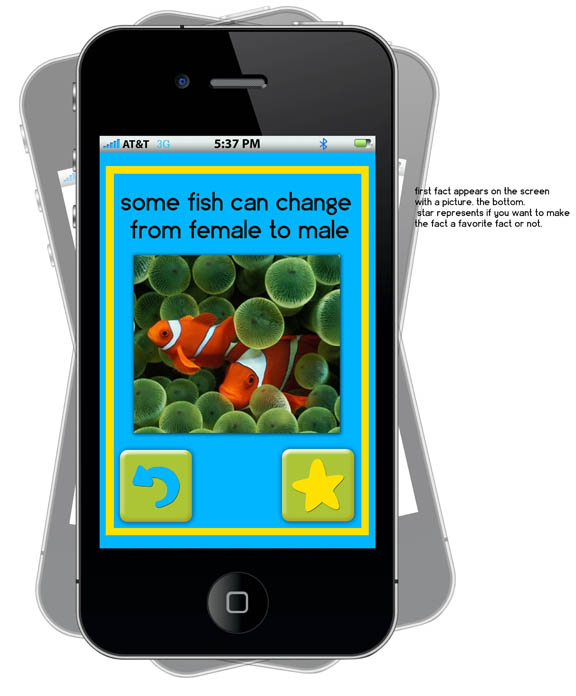 AT&T 3G 5:37 PM
some fish can change
from female to male
first fact appears on the screen
with a picture. the bottom.
star represents if you want to make
the fact a favorite fact or not.